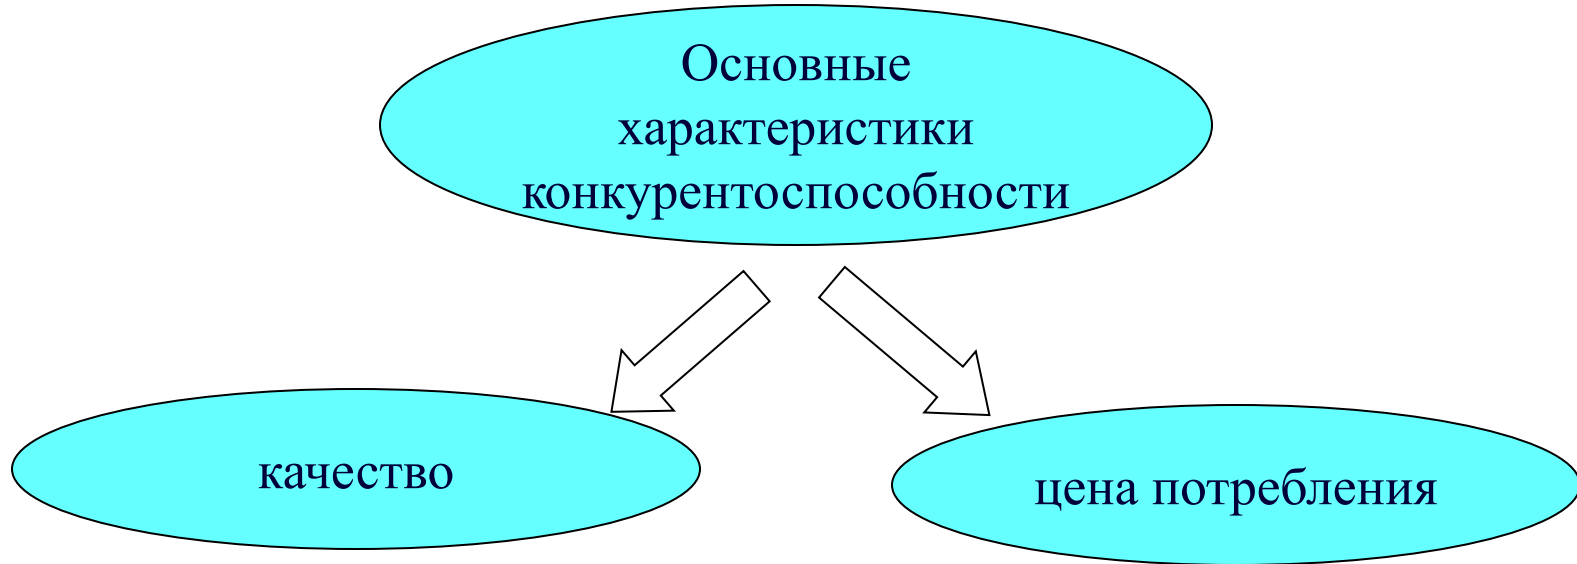 Основные
характеристики
конкурентоспособности
качество
цена потребления